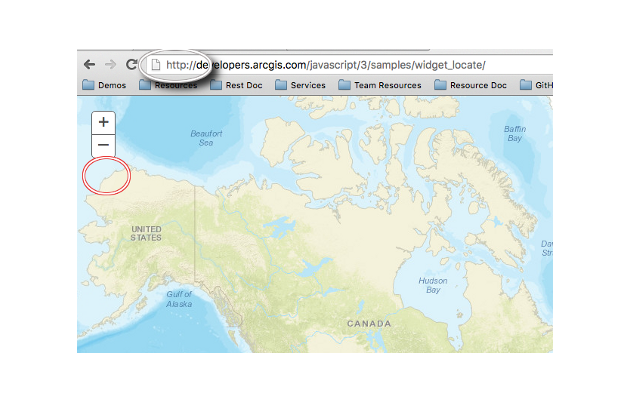 http://developers.arcgis.com/javascript/3/samples/widget_locate/
Demos Resources Rest Doc Services Team Resources Resource Doc GitH
+
−
Beaufort
Sea
Baffin
Bay
UNITED
STATES
Da
Str
Hudson
Bay
Gulf of
Alaska
CANADA